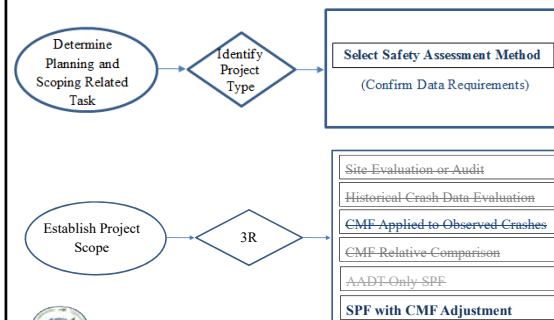 Determine
Planning and
Scoping Related
Task
Identify
Project
Type
Select Safety Assessment Method
(Confirm Data Requirements)
Establish Project
Scope
3R
Site Evaluation or Audit
Historical Crash Data Evaluation
CMF Applied to Observed Crashes
CMF Relative Comparison
AADT-Only SPF
SPF with CMF Adjustment